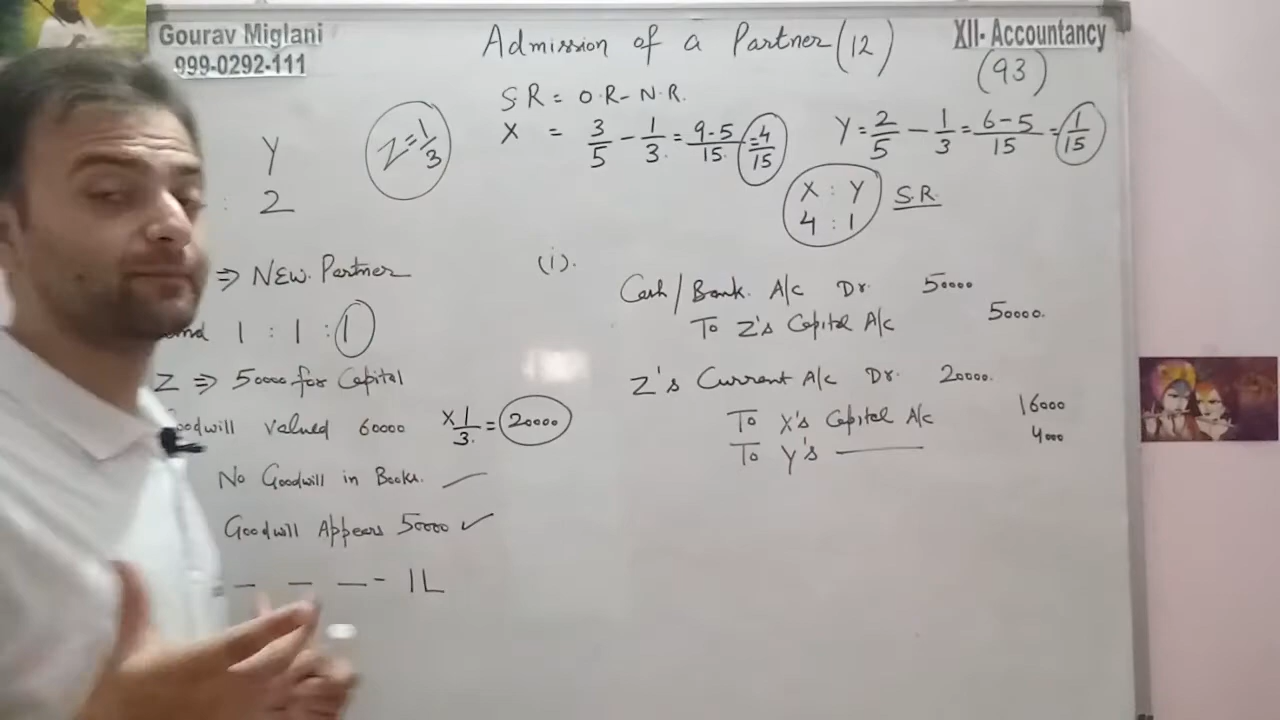 Gourav Miglani
999-0292-111
Admission of a Partner (12)
XII- Accountancy
(93)
S.R = O.R - N.R.
X = 3/5 - 1/3 = 9-5/15 = 4/15
Y = 2/5 - 1/3 = 6-5/15 = 1/15
X : Y
4 : 1
S.R.
Y
: 2
Z = 1/3
⇒ New Partner
1 : 1 : 1
Z ⇒ 50000 for Capital
Goodwill valued 60000 × 1/3 = 20000
No Goodwill in Books.
Goodwill Appears 50000 ✓
- - - - 1L
(i).
Cash / Bank A/c Dr. 50000
To Z's Capital A/c 50000.
Z's Current A/c Dr. 20000.
To X's Capital A/c 16000
To Y's —— 4000